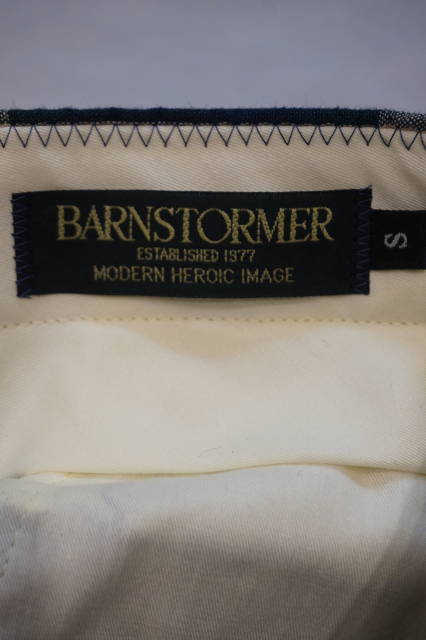 BARNSTORMER
ESTABLISHED 1977
MODERN HEROIC IMAGE
S